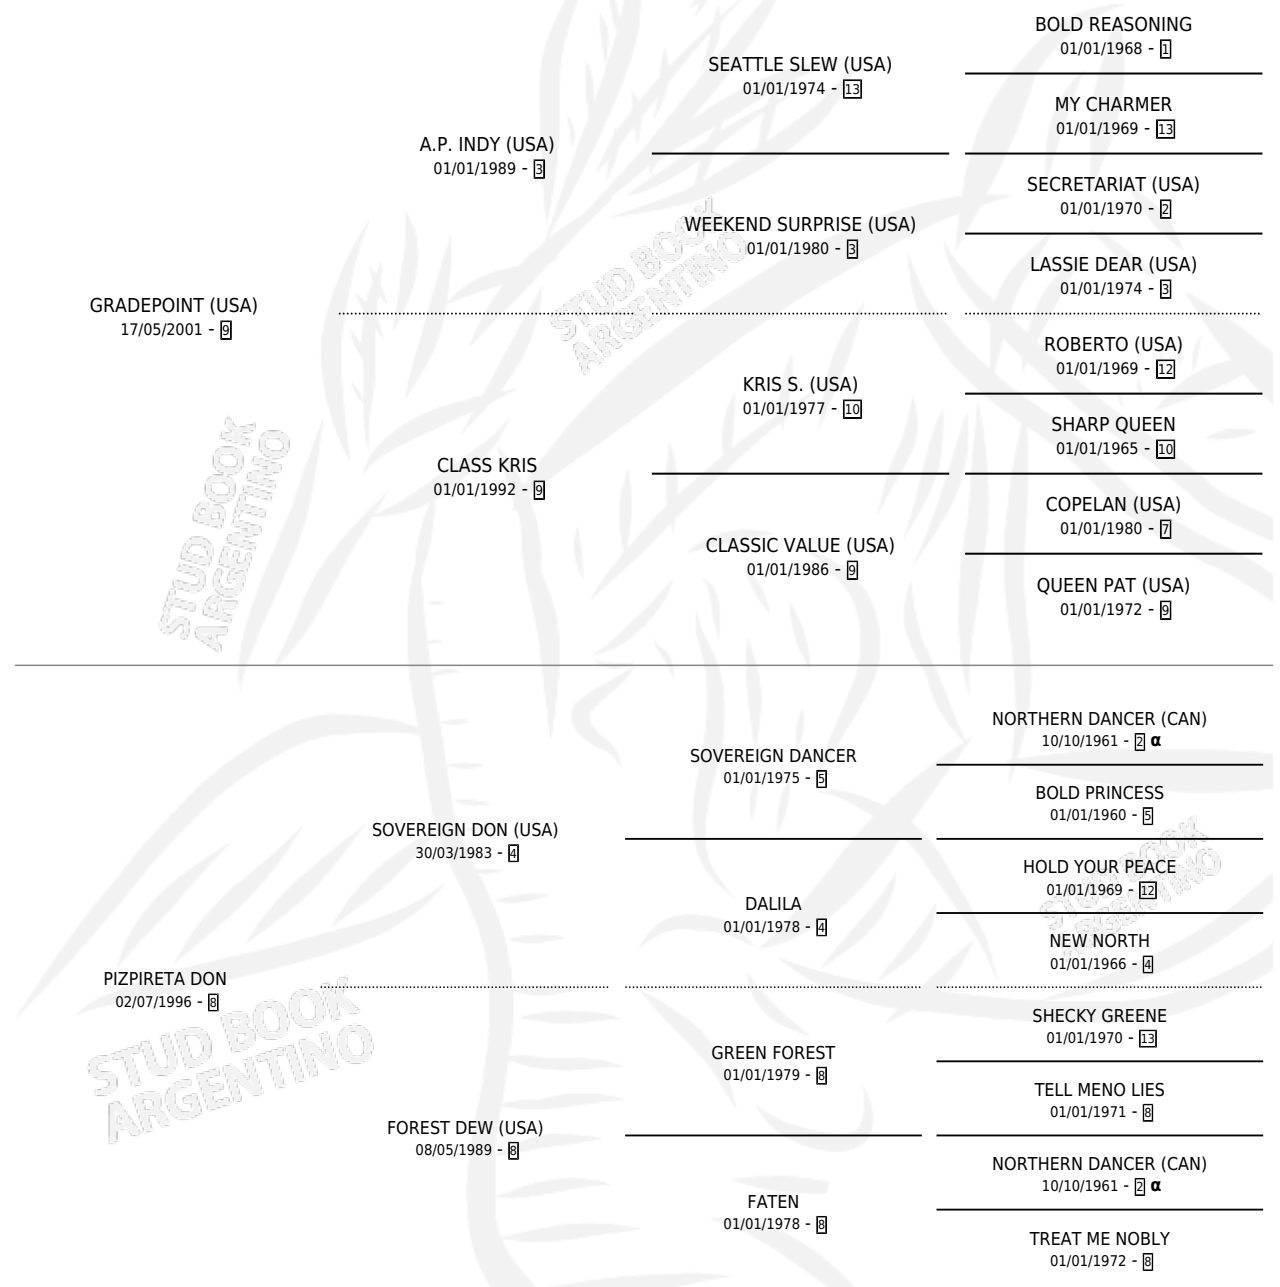 BOLD REASONING
01/01/1968 - 1
SEATTLE SLEW (USA)
01/01/1974 - 13
MY CHARMER
01/01/1969 - 13
A.P. INDY (USA)
01/01/1989 - 3
SECRETARIAT (USA)
01/01/1970 - 2
WEEKEND SURPRISE (USA)
01/01/1980 - 3
LASSIE DEAR (USA)
01/01/1974 - 3
GRADEPOINT (USA)
17/05/2001 - 9
ROBERTO (USA)
01/01/1969 - 12
KRIS S. (USA)
01/01/1977 - 10
SHARP QUEEN
01/01/1965 - 10
CLASS KRIS
01/01/1992 - 9
COPELAN (USA)
01/01/1980 - 7
CLASSIC VALUE (USA)
01/01/1986 - 9
QUEEN PAT (USA)
01/01/1972 - 9
NORTHERN DANCER (CAN)
10/10/1961 - 2 α
SOVEREIGN DANCER
01/01/1975 - 5
BOLD PRINCESS
01/01/1960 - 5
SOVEREIGN DON (USA)
30/03/1983 - 4
HOLD YOUR PEACE
01/01/1969 - 12
DALILA
01/01/1978 - 4
NEW NORTH
01/01/1966 - 4
PIZPIRETA DON
02/07/1996 - 8
SHECKY GREENE
01/01/1970 - 13
GREEN FOREST
01/01/1979 - 8
TELL MENO LIES
01/01/1971 - 8
FOREST DEW (USA)
08/05/1989 - 8
NORTHERN DANCER (CAN)
10/10/1961 - 2 α
FATEN
01/01/1978 - 8
TREAT ME NOBLY
01/01/1972 - 8
STUD BOOK
ARGENTINO
STUD BOOK
ARGENTINO
STUD BOOK
ARGENTINO
STUD BOOK
ARGENTINO